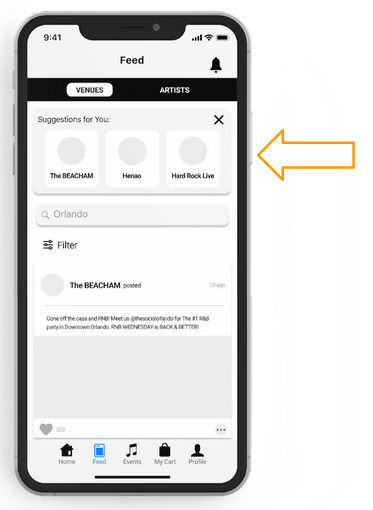 9:41
Feed
VENUES ARTISTS
Suggestions for You:
The BEACHAM Henao Hard Rock Live
Orlando
Filter
The BEACHAM posted 1d ago
Gone off the casa and RNB! Meet us @thesocialorlando for The #1 R&B
party in Downtown Orlando. RNB WEDNESDAY is BACK & BETTER!
300
Home Feed Events My Cart Profile